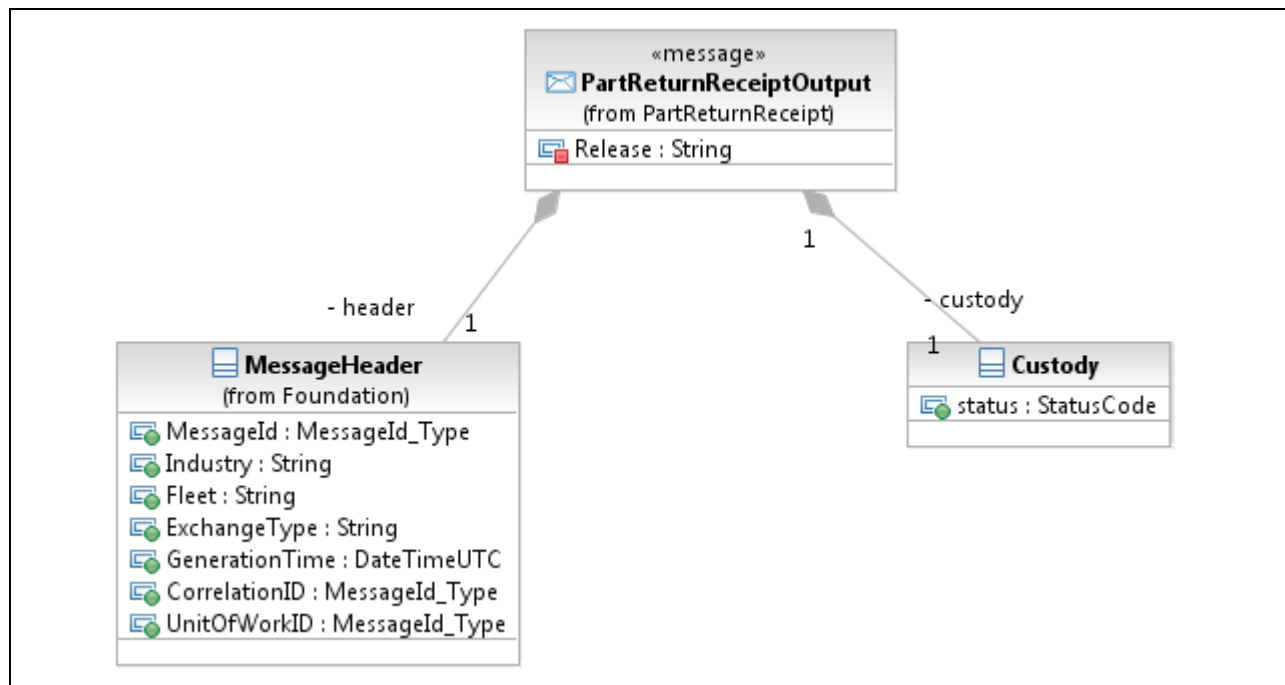 «message»
PartReturnReceiptOutput
(from PartReturnReceipt)
Release : String
1
- header
- custody
1
1
MessageHeader
(from Foundation)
MessageId : MessageId_Type
Industry : String
Fleet : String
ExchangeType : String
GenerationTime : DateTimeUTC
CorrelationID : MessageId_Type
UnitOfWorkID : MessageId_Type
Custody
status : StatusCode